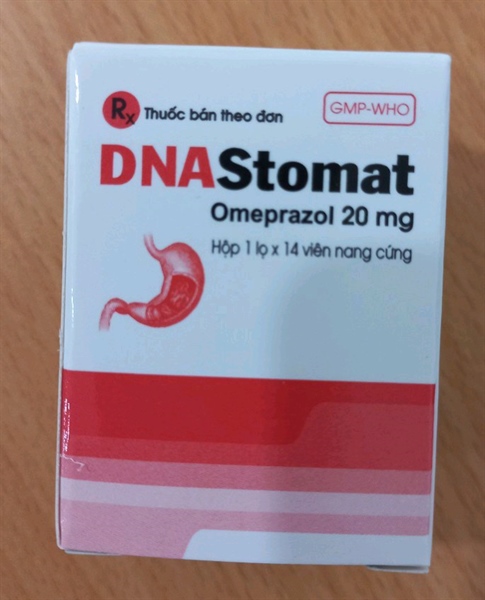 Rx Thuốc bán theo đơn
GMP-WHO
DNAStomat
Omeprazol 20 mg
Hộp 1 lọ x 14 viên nang cứng